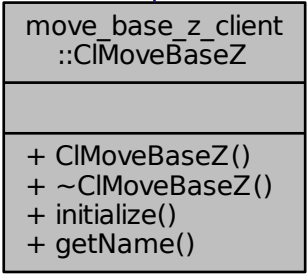 move_base_z_client
::ClMoveBaseZ
+ ClMoveBaseZ()
+ ~ClMoveBaseZ()
+ initialize()
+ getName()